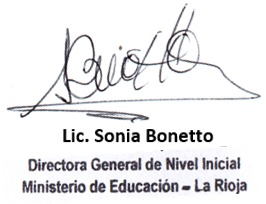 Lic. Sonia Bonetto
Directora General de Nivel Inicial
Ministerio de Educación – La Rioja